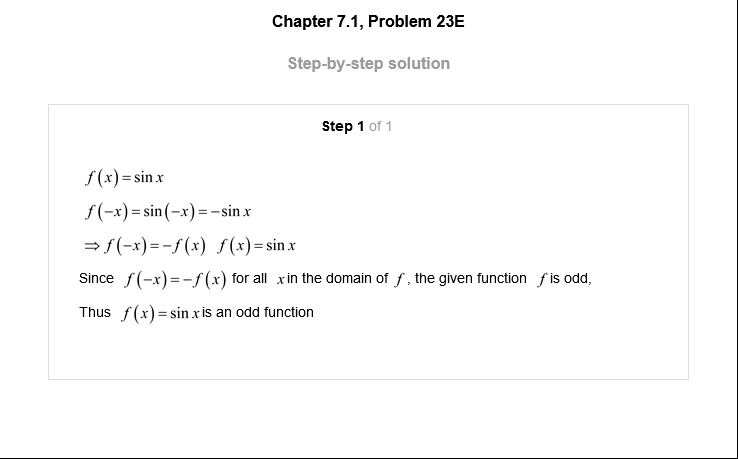 Chapter 7.1, Problem 23E
Step-by-step solution
Step 1 of 1
f(x)=sin x
f(−x)=sin(−x)=−sin x
⇒f(−x)=−f(x) f(x)=sin x
Since f(−x)=−f(x) for all x in the domain of f, the given function f is odd,
Thus f(x)=sin x is an odd function